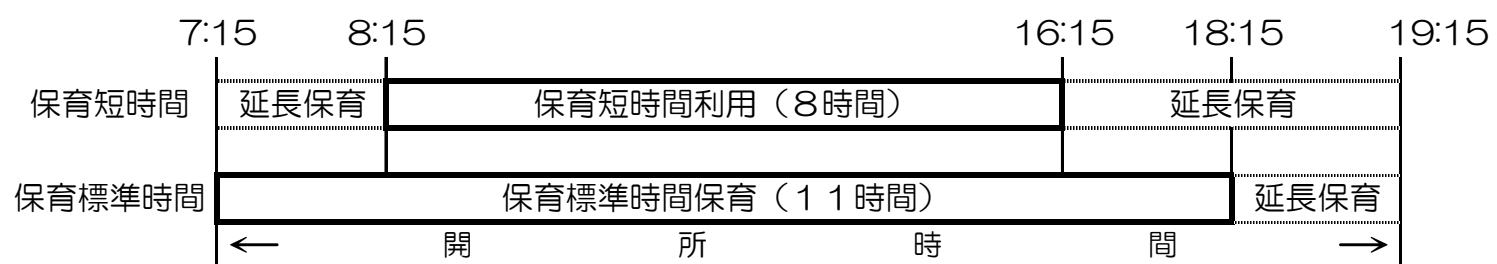 7:15 8:15 16:15 18:15 19:15
保育短時間 延長保育 保育短時間利用（８時間） 延長保育
保育標準時間 保育標準時間保育（１１時間） 延長保育
← 開 所 時 間 →